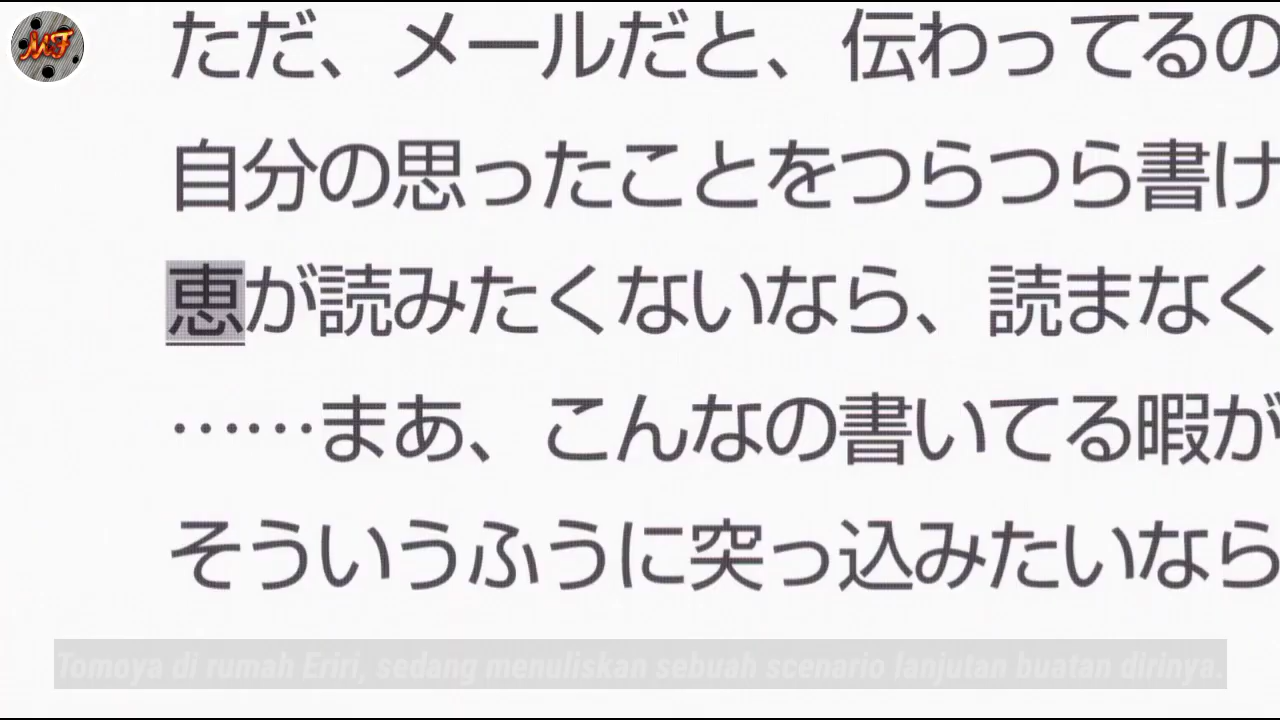 MF
ただ、メールだと、伝わってるの
自分の思ったことをつらつら書け
恵が読みたくないなら、読まなく
……まあ、こんなの書いてる暇が
そういうふうに突っ込みたいなら
Tomoya di rumah Eriri, sedang menuliskan sebuah scenario lanjutan buatan dirinya.